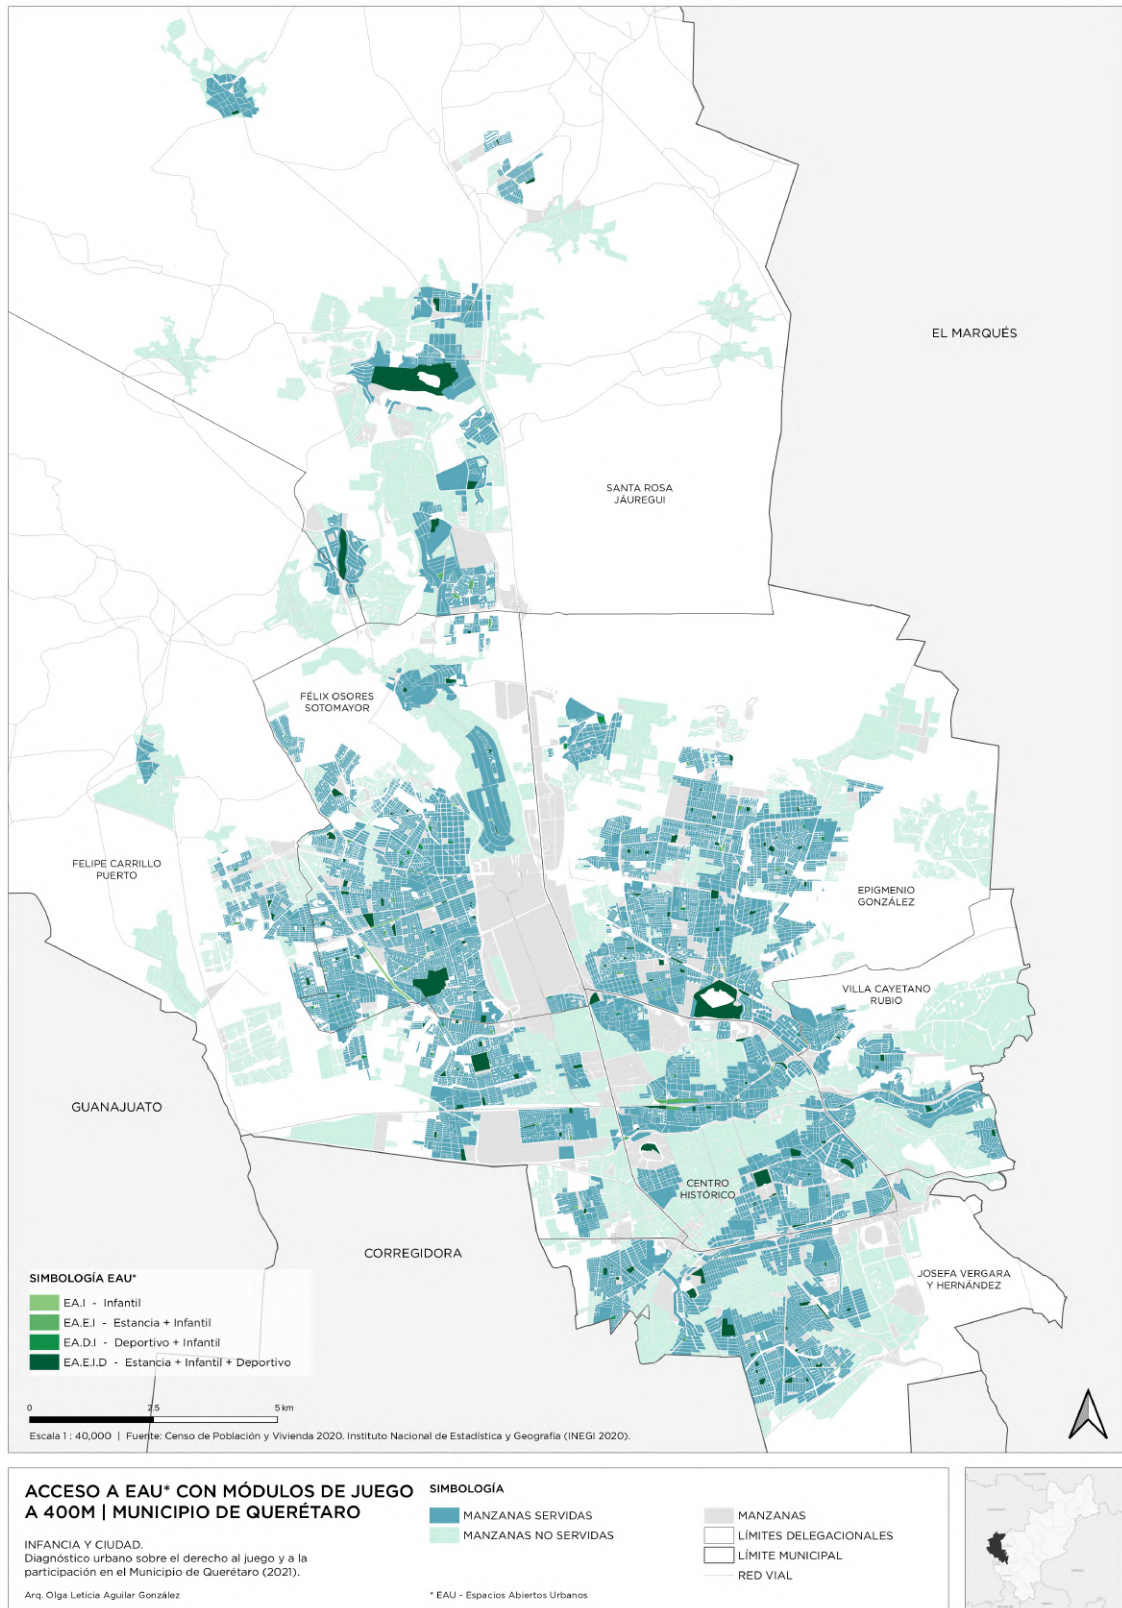 EL MARQUÉS
SANTA ROSA
JÁUREGUI
FÉLIX OSORES
SOTOMAYOR
FELIPE CARRILLO
PUERTO
EPIGMENIO
GONZÁLEZ
VILLA CAYETANO
RUBIO
GUANAJUATO
CENTRO
HISTÓRICO
CORREGIDORA
JOSEFA VERGARA
Y HERNÁNDEZ
SIMBOLOGÍA EAU*
EA.I - Infantil
EA.E.I - Estancia + Infantil
EA.D.I - Deportivo + Infantil
EA.E.I.D - Estancia + Infantil + Deportivo
0 2.5 5 km
Escala 1 : 40,000 | Fuente: Censo de Población y Vivienda 2020. Instituto Nacional de Estadística y Geografía (INEGI 2020).
ACCESO A EAU* CON MÓDULOS DE JUEGO
A 400M | MUNICIPIO DE QUERÉTARO
INFANCIA Y CIUDAD.
Diagnóstico urbano sobre el derecho al juego y a la
participación en el Municipio de Querétaro (2021).
Arq. Olga Leticia Aguilar González
SIMBOLOGÍA
MANZANAS SERVIDAS
MANZANAS NO SERVIDAS
MANZANAS
LÍMITES DELEGACIONALES
LÍMITE MUNICIPAL
RED VIAL
* EAU - Espacios Abiertos Urbanos